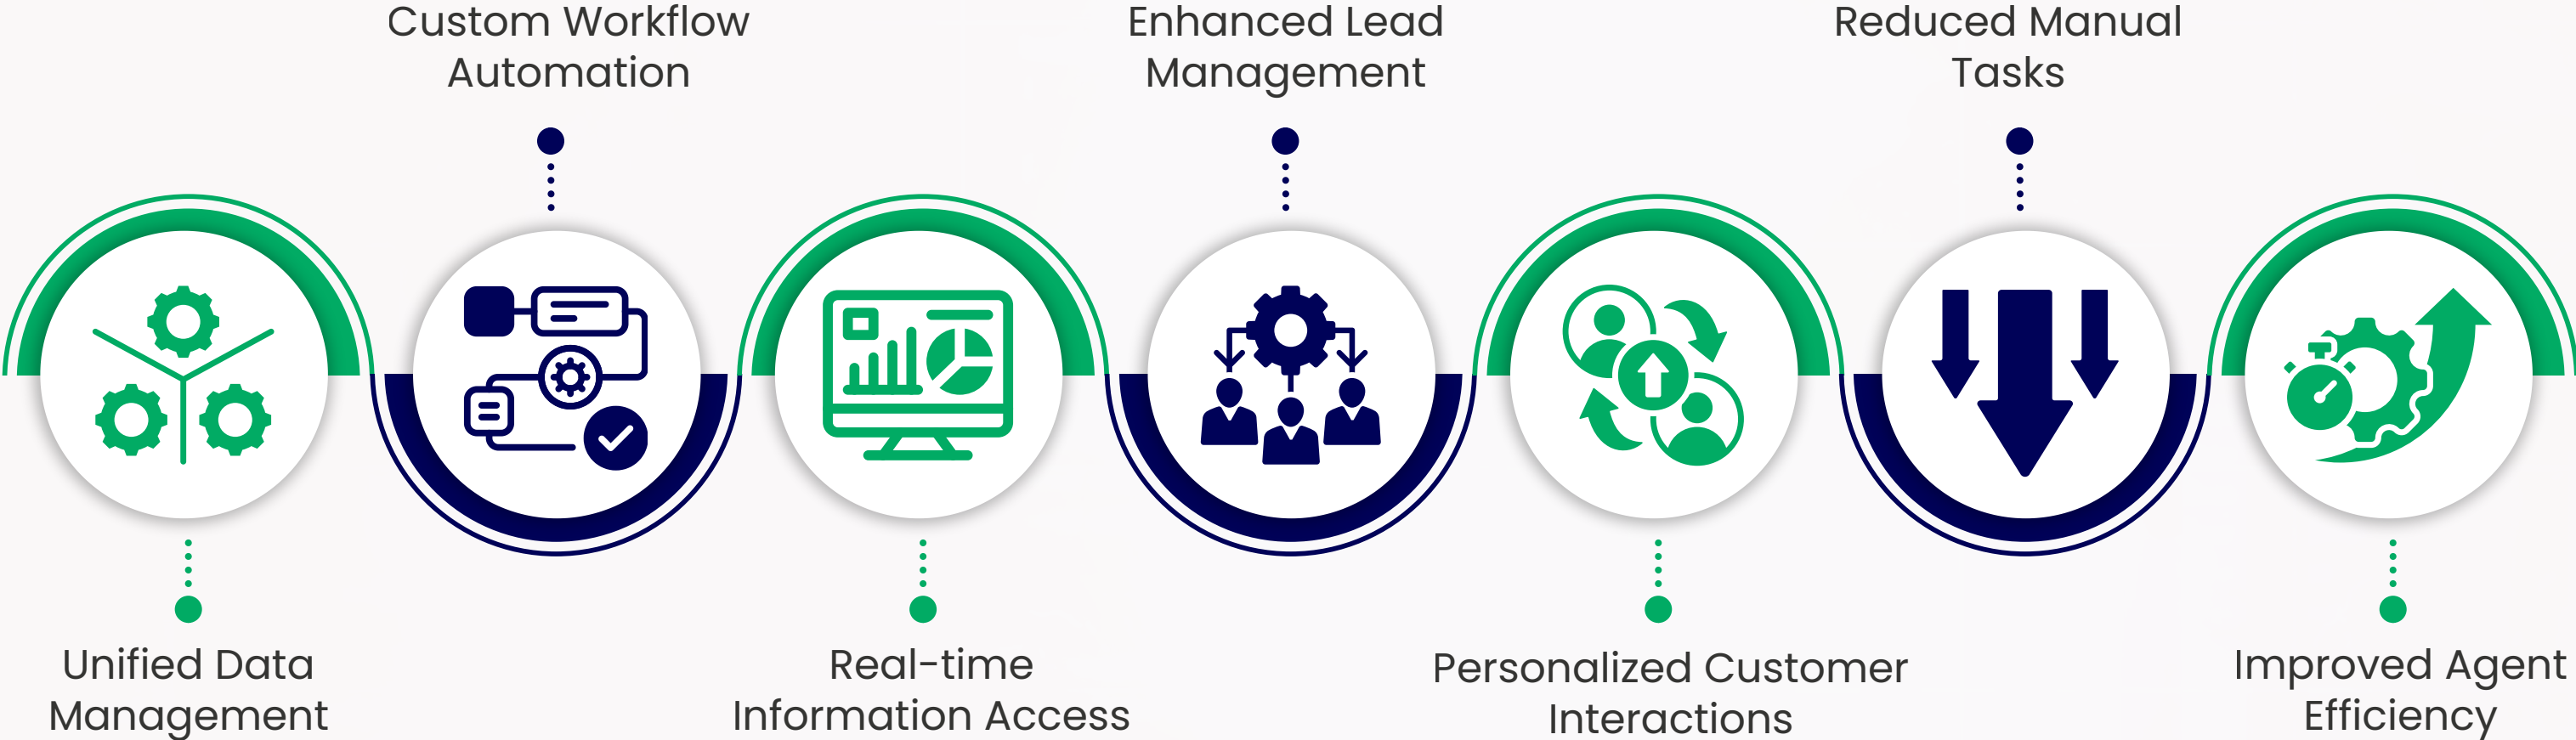 Custom Workflow
Automation
Enhanced Lead
Management
Reduced Manual
Tasks
Unified Data
Management
Real-time
Information Access
Personalized Customer
Interactions
Improved Agent
Efficiency